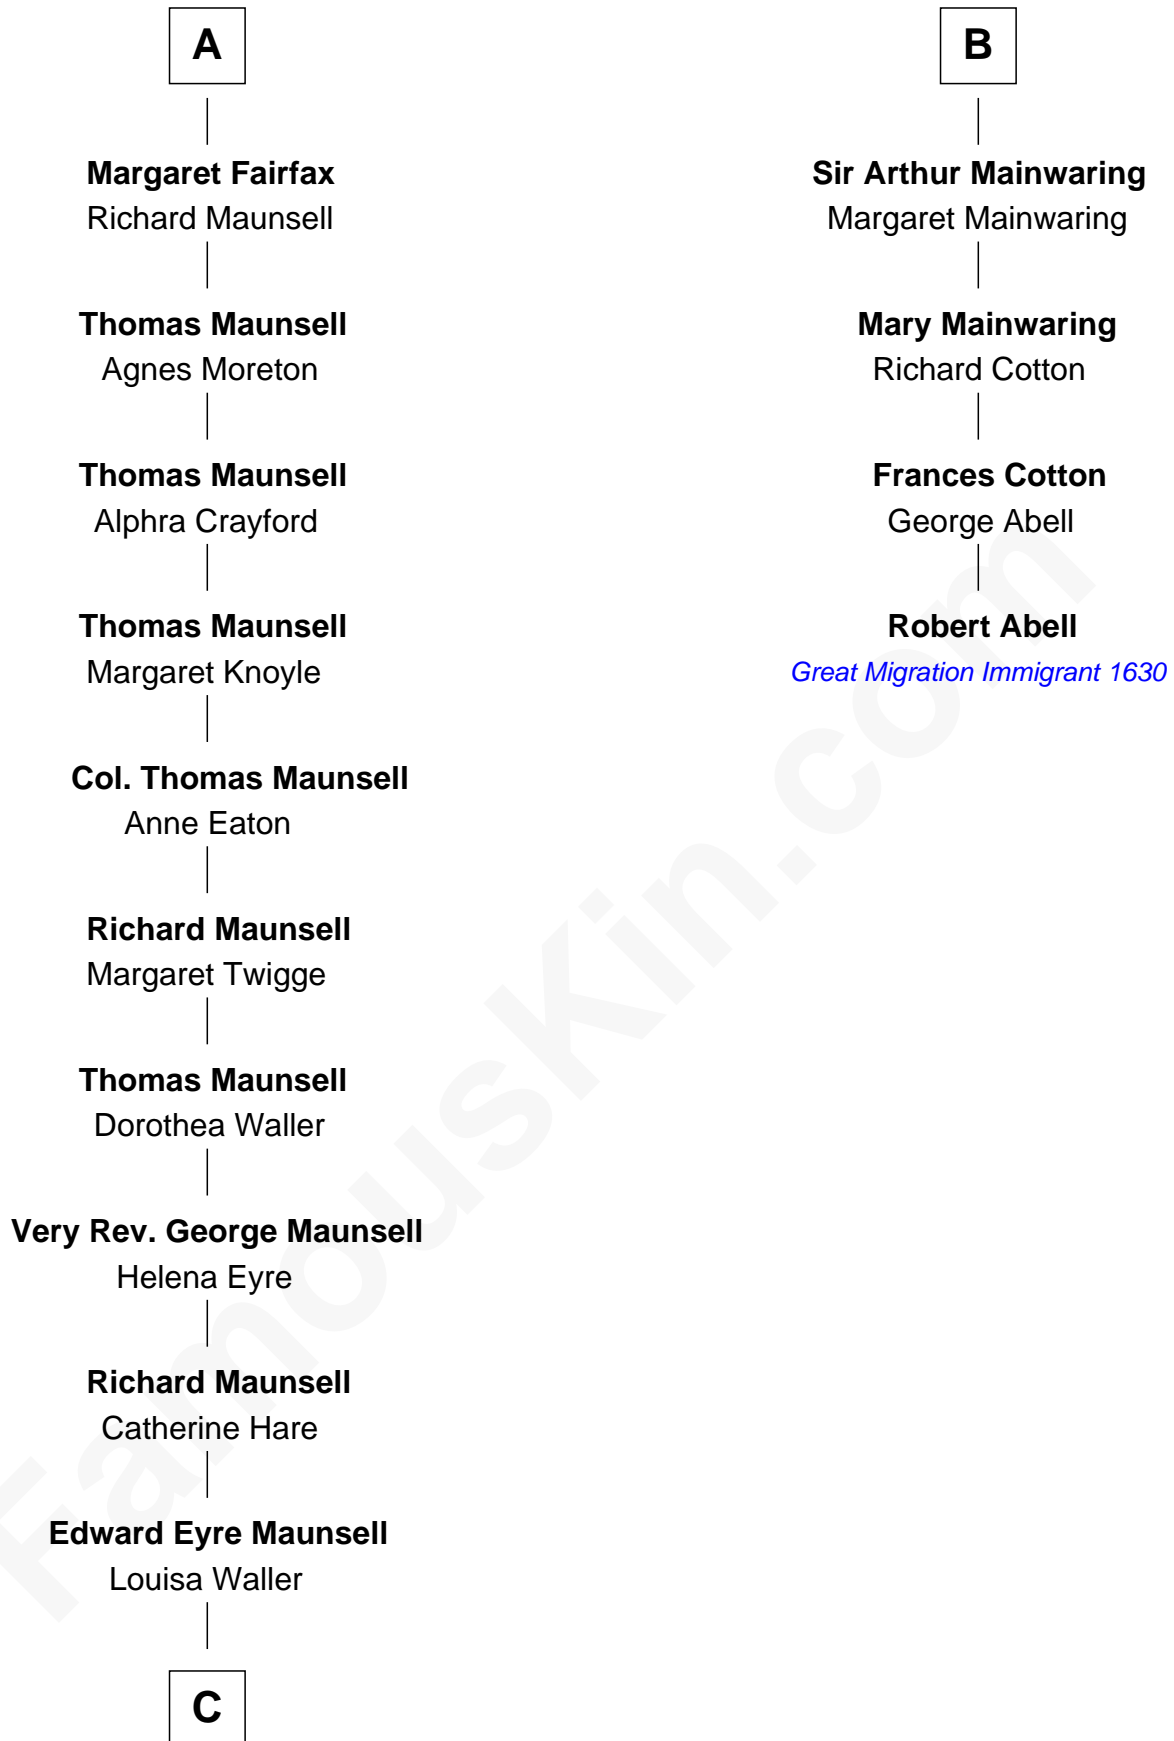 A
Margaret Fairfax
Richard Maunsell
Thomas Maunsell
Agnes Moreton
Thomas Maunsell
Alphra Crayford
Thomas Maunsell
Margaret Knoyle
Col. Thomas Maunsell
Anne Eaton
Richard Maunsell
Margaret Twigge
Thomas Maunsell
Dorothea Waller
Very Rev. George Maunsell
Helena Eyre
Richard Maunsell
Catherine Hare
Edward Eyre Maunsell
Louisa Waller
C
B
Sir Arthur Mainwaring
Margaret Mainwaring
Mary Mainwaring
Richard Cotton
Frances Cotton
George Abell
Robert Abell
Great Migration Immigrant 1630
FamousKin.com